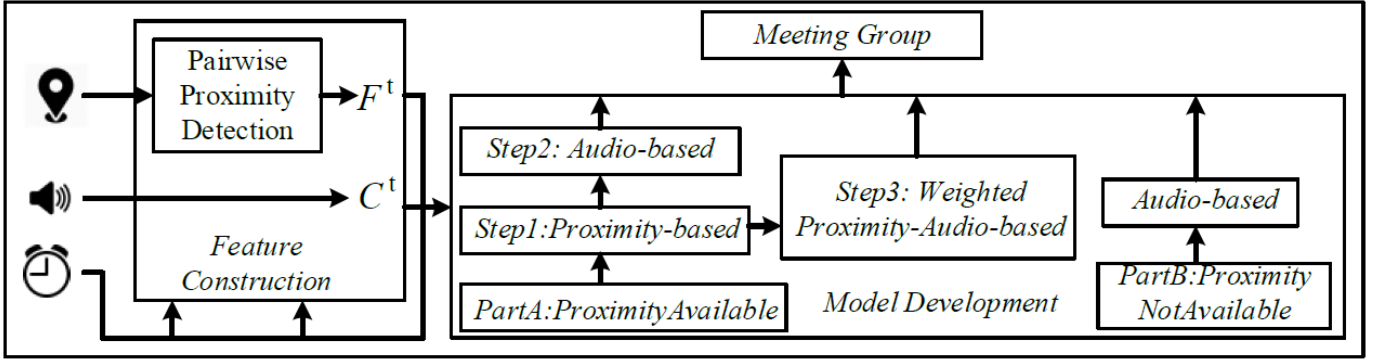 Pairwise
Proximity
Detection
F^t
C^t
Feature
Construction
Meeting Group
Step2: Audio-based
Step1:Proximity-based
PartA:ProximityAvailable
Step3: Weighted
Proximity-Audio-based
Model Development
Audio-based
PartB:Proximity
NotAvailable